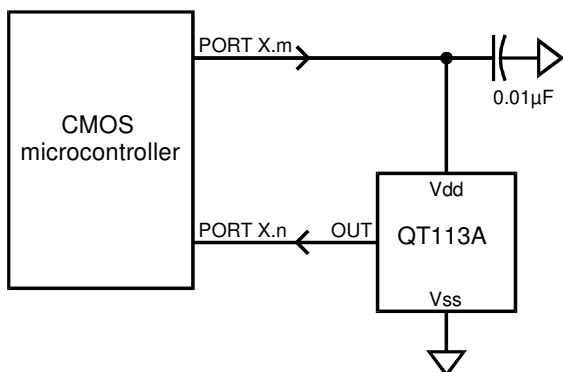 PORT X.m
0.01µF
CMOS
microcontroller
Vdd
PORT X.n
OUT
QT113A
Vss